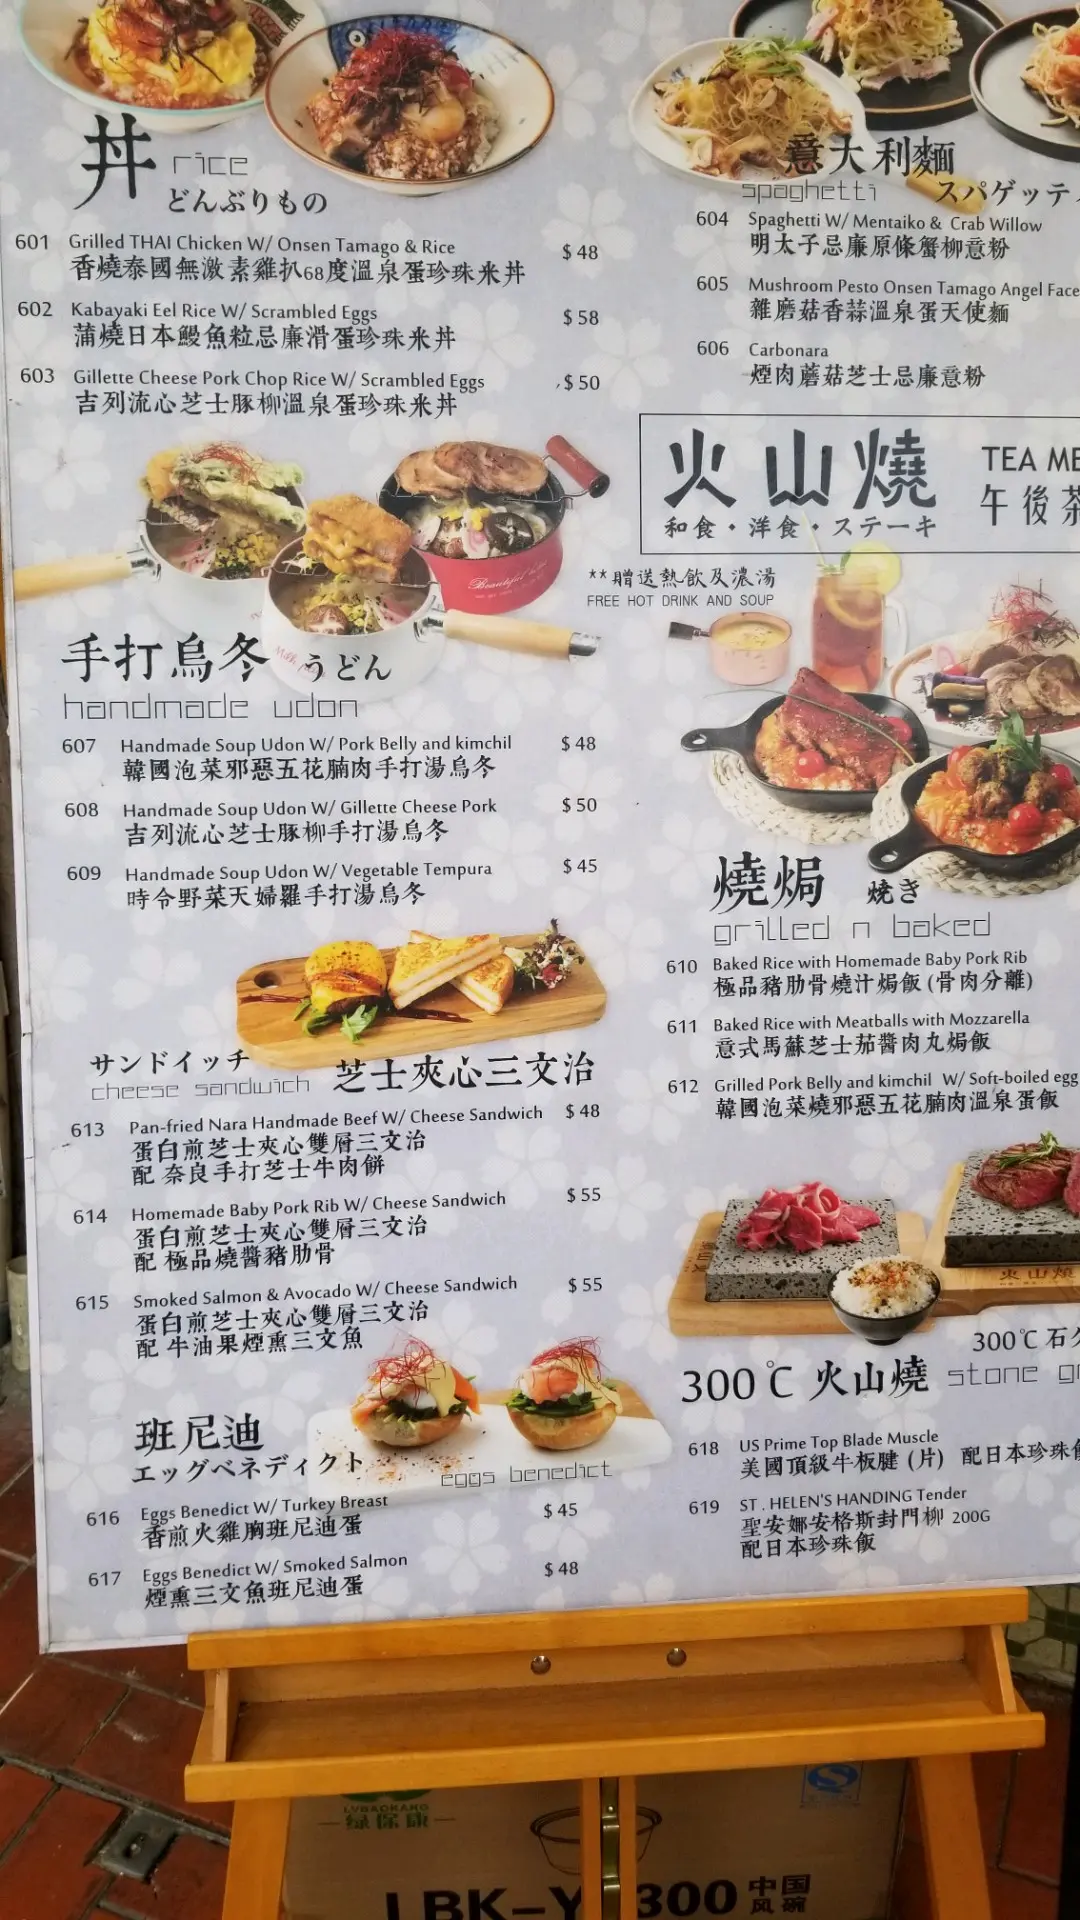 丼 rice
どんぶりもの
601 Grilled THAI Chicken W/ Onsen Tamago & Rice $ 48
香燒泰國無激素雞扒68度溫泉蛋珍珠米丼
602 Kabayaki Eel Rice W/ Scrambled Eggs $ 58
蒲燒日本鰻魚粒忌廉滑蛋珍珠米丼
603 Gillette Cheese Pork Chop Rice W/ Scrambled Eggs $ 50
吉列流心芝士豚柳溫泉蛋珍珠米丼
手打烏冬 うどん
handmade udon
607 Handmade Soup Udon W/ Pork Belly and kimchil $ 48
韓國泡菜邪惡五花腩肉手打湯烏冬
608 Handmade Soup Udon W/ Gillette Cheese Pork $ 50
吉列流心芝士豚柳手打湯烏冬
609 Handmade Soup Udon W/ Vegetable Tempura $ 45
時令野菜天婦羅手打湯烏冬
サンドイッチ
cheese sandwich 芝士夾心三文治
613 Pan-fried Nara Handmade Beef W/ Cheese Sandwich $ 48
蛋白煎芝士夾心雙層三文治
配 奈良手打芝士牛肉餅
614 Homemade Baby Pork Rib W/ Cheese Sandwich $ 55
蛋白煎芝士夾心雙層三文治
配 極品燒醬豬肋骨
615 Smoked Salmon & Avocado W/ Cheese Sandwich $ 55
蛋白煎芝士夾心雙層三文治
配 牛油果煙熏三文魚
班尼迪
エッグベネディクト
eggs benedict
616 Eggs Benedict W/ Turkey Breast $ 45
香煎火雞胸班尼迪蛋
617 Eggs Benedict W/ Smoked Salmon $ 48
煙熏三文魚班尼迪蛋
意大利麵
spaghetti スパゲッティ
604 Spaghetti W/ Mentaiko & Crab Willow
明太子忌廉原條蟹柳意粉
605 Mushroom Pesto Onsen Tamago Angel Face
雜磨菇香蒜溫泉蛋天使麵
606 Carbonara
煙肉蘑菇芝士忌廉意粉
火山燒
和食・洋食・ステーキ
TEA ME
午後茶
**贈送熱飲及濃湯
FREE HOT DRINK AND SOUP
Beautiful
燒焗 焼き
grilled n baked
610 Baked Rice with Homemade Baby Pork Rib
極品豬肋骨燒汁焗飯(骨肉分離)
611 Baked Rice with Meatballs with Mozzarella
意式馬蘇芝士茄醬肉丸焗飯
612 Grilled Pork Belly and kimchil W/ Soft-boiled egg
韓國泡菜燒邪惡五花腩肉溫泉蛋飯
火山燒
300℃ 石
300℃ 火山燒 stone gr
618 US Prime Top Blade Muscle
美國頂級牛板腱 (片) 配日本珍珠飯
619 ST . HELEN'S HANDING Tender
聖安娜安格斯封門柳 200G
配日本珍珠飯
LVBAOKANG
绿保康
LBK-Y 300 中国
风碗